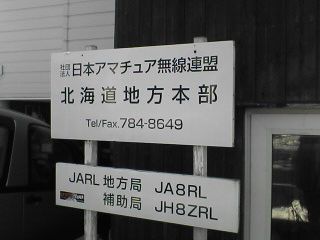 社団法人 日本アマチュア無線連盟
北海道地方本部
Tel/Fax. 784-8649
JARL 地方局 JA8RL
補助局 JH8ZRL